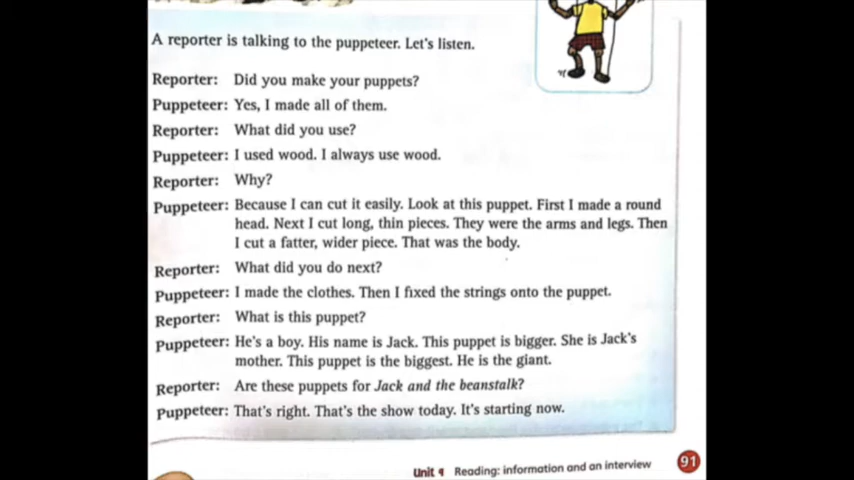 A reporter is talking to the puppeteer. Let's listen.
Reporter: Did you make your puppets?
Puppeteer: Yes, I made all of them.
Reporter: What did you use?
Puppeteer: I used wood. I always use wood.
Reporter: Why?
Puppeteer: Because I can cut it easily. Look at this puppet. First I made a round
head. Next I cut long, thin pieces. They were the arms and legs. Then
I cut a fatter, wider piece. That was the body.
Reporter: What did you do next?
Puppeteer: I made the clothes. Then I fixed the strings onto the puppet.
Reporter: What is this puppet?
Puppeteer: He's a boy. His name is Jack. This puppet is bigger. She is Jack's
mother. This puppet is the biggest. He is the giant.
Reporter: Are these puppets for Jack and the beanstalk?
Puppeteer: That's right. That's the show today. It's starting now.
Unit 9 Reading: information and an interview 91